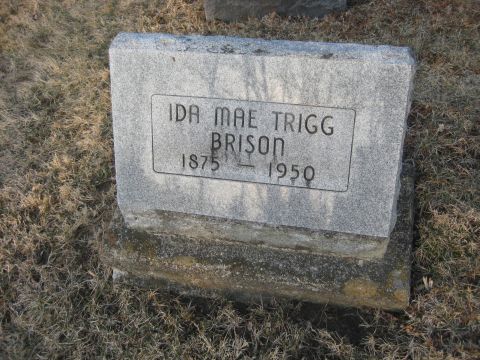 IDA MAE TRIGG
BRISON
1875 — 1950